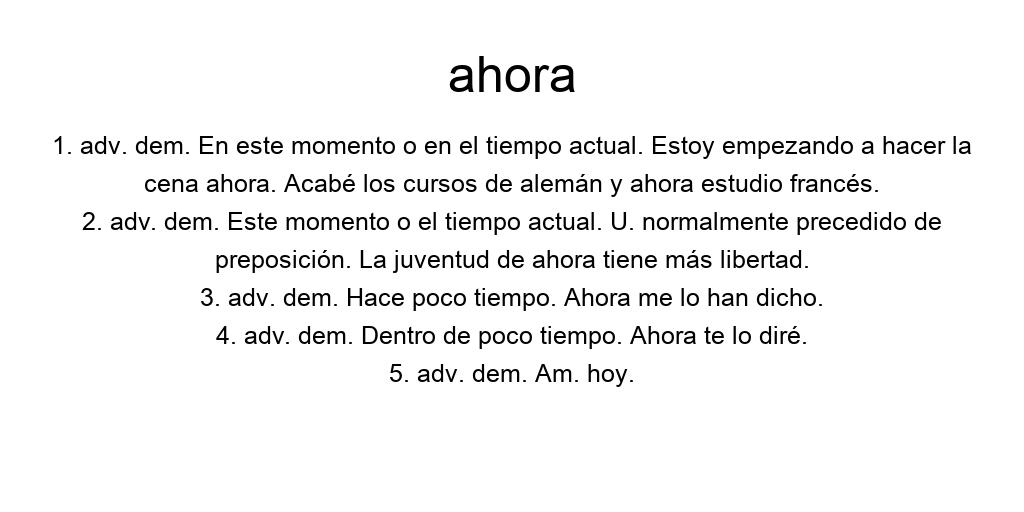 ahora
1. adv. dem. En este momento o en el tiempo actual. Estoy empezando a hacer la
cena ahora. Acabé los cursos de alemán y ahora estudio francés.
2. adv. dem. Este momento o el tiempo actual. U. normalmente precedido de
preposición. La juventud de ahora tiene más libertad.
3. adv. dem. Hace poco tiempo. Ahora me lo han dicho.
4. adv. dem. Dentro de poco tiempo. Ahora te lo diré.
5. adv. dem. Am. hoy.